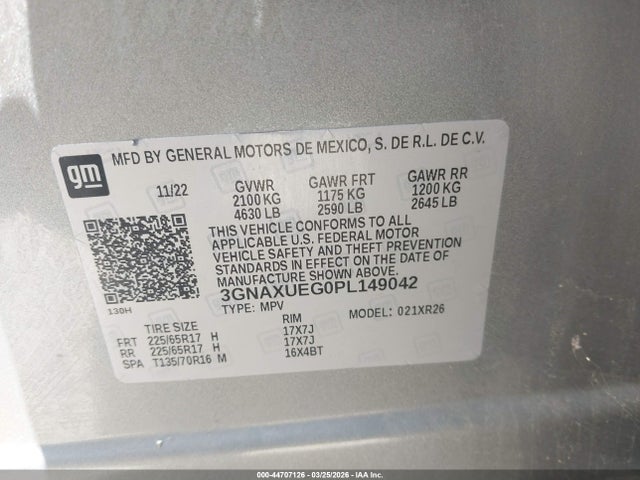 gm
MFD BY GENERAL MOTORS DE MEXICO, S. DE R.L. DE C.V.
11/22 GVWR GAWR FRT GAWR RR
2100 KG 1175 KG 1200 KG
4630 LB 2590 LB 2645 LB
THIS VEHICLE CONFORMS TO ALL
APPLICABLE U.S. FEDERAL MOTOR
VEHICLE SAFETY AND THEFT PREVENTION
STANDARDS IN EFFECT ON THE DATE OF
MANUFACTURE SHOWN ABOVE.
3GNAXUEG0PL149042
130H
TYPE: MPV MODEL: 021XR26
TIRE SIZE RIM
FRT 225/65R17 H 17X7J
RR 225/65R17 H 17X7J
SPA T135/70R16 M 16X4BT
000-44707126 - 03/25/2026 - IAA Inc.